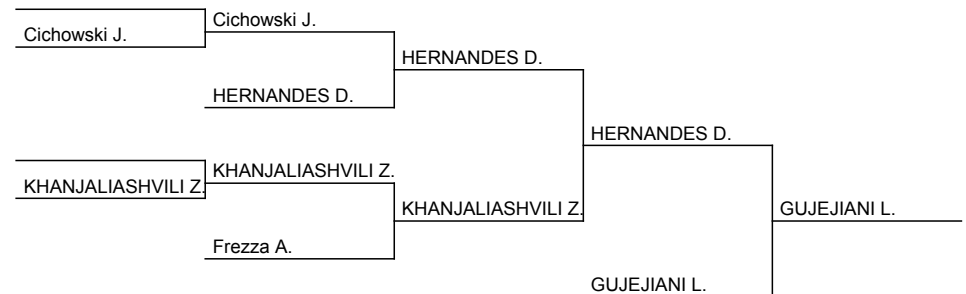 Cichowski J.
Cichowski J.
HERNANDES D.
HERNANDES D.
HERNANDES D.
KHANJALIASHVILI Z.
KHANJALIASHVILI Z.
KHANJALIASHVILI Z.
GUJEJIANI L.
Frezza A.
GUJEJIANI L.